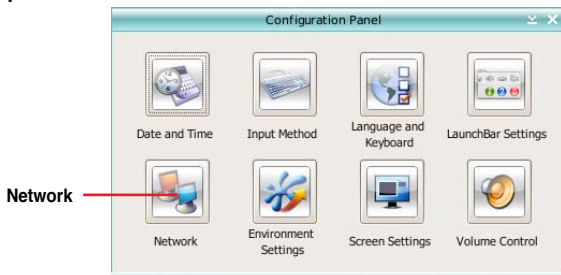 Configuration Panel
Date and Time
Input Method
Language and
Keyboard
LaunchBar Settings
Network
Network
Environment
Settings
Screen Settings
Volume Control